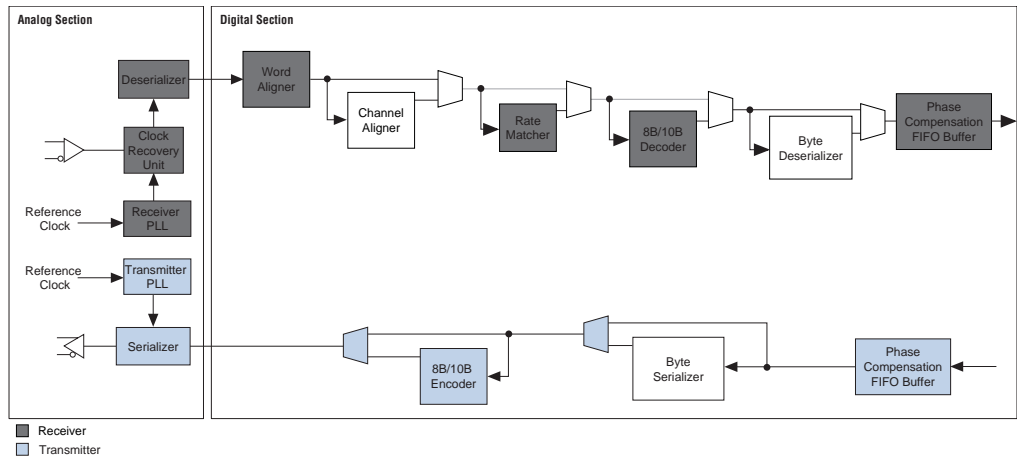 Analog Section
Digital Section
Deserializer
Word
Aligner
Channel
Aligner
Rate
Matcher
8B/10B
Decoder
Byte
Deserializer
Phase
Compensation
FIFO Buffer
Clock
Recovery
Unit
Reference
Clock
Receiver
PLL
Reference
Clock
Transmitter
PLL
Serializer
8B/10B
Encoder
Byte
Serializer
Phase
Compensation
FIFO Buffer
Receiver
Transmitter